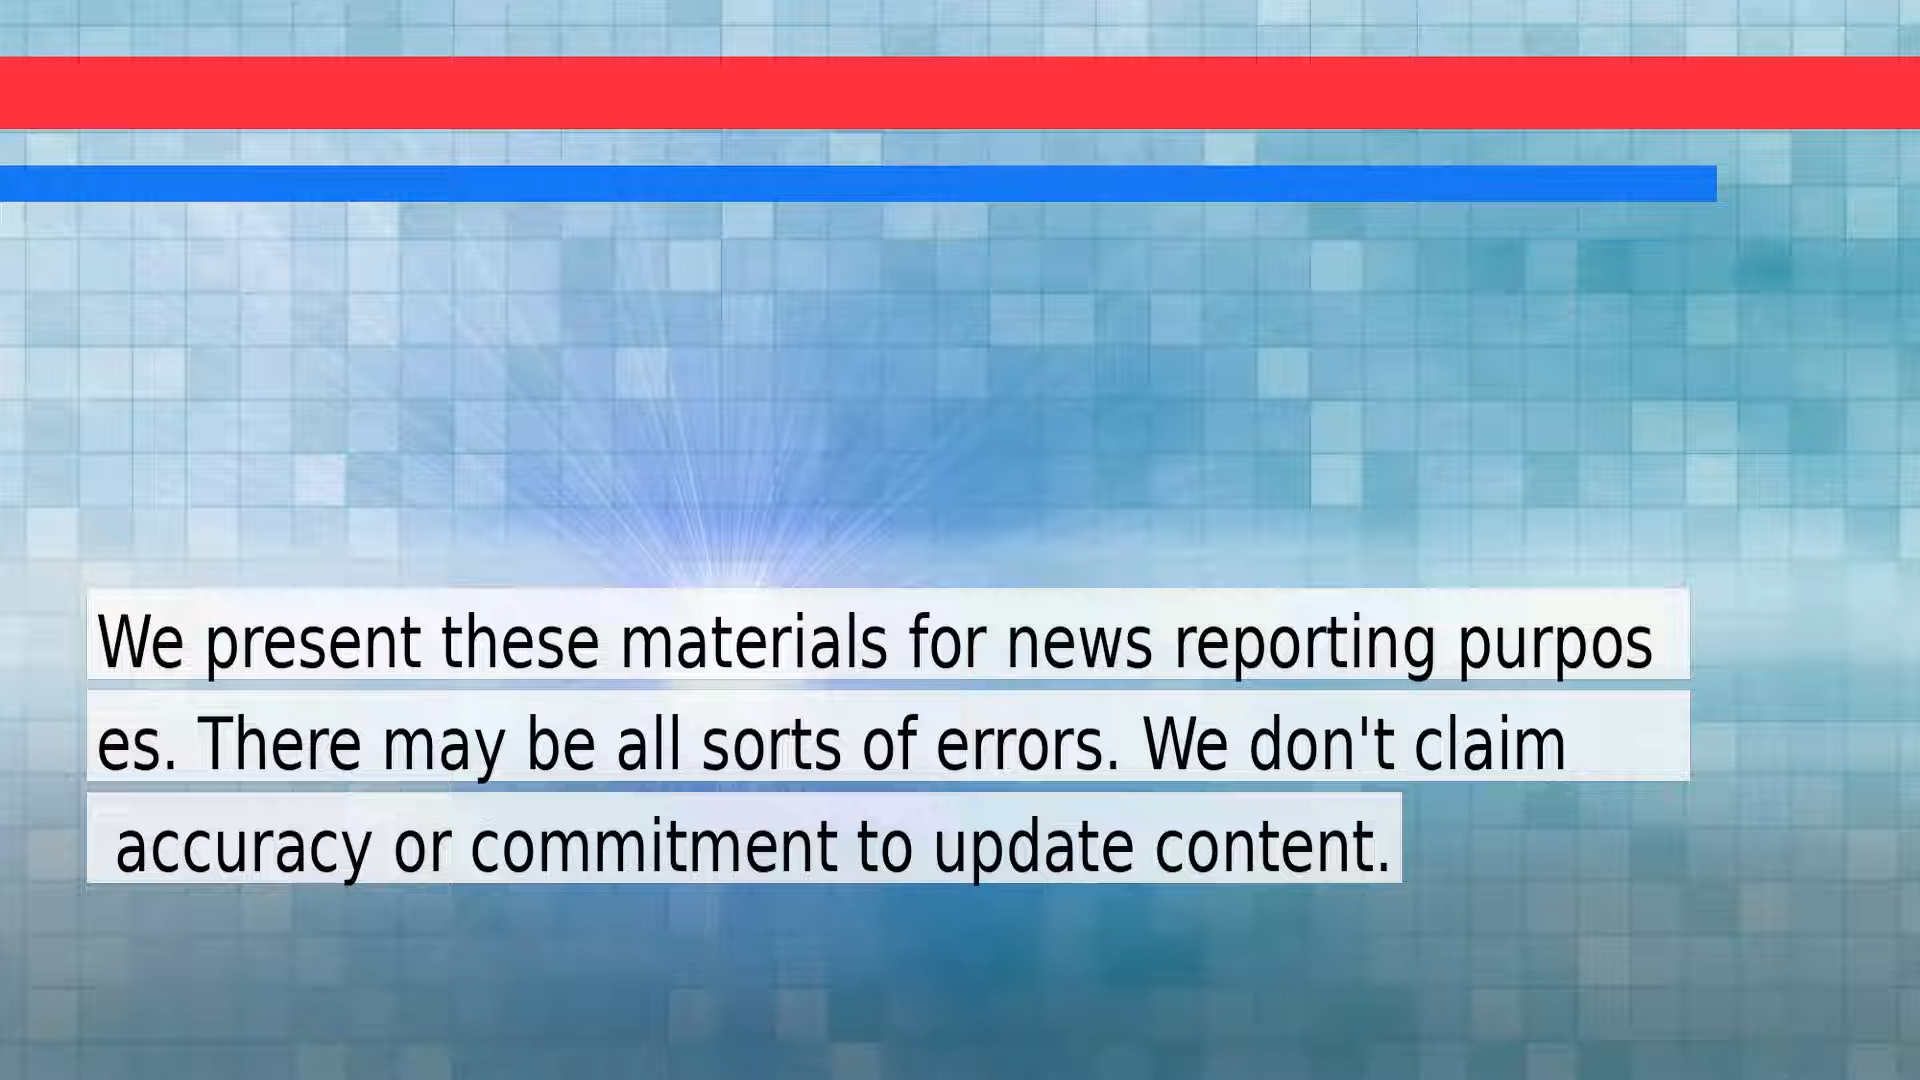 We present these materials for news reporting purpos
es. There may be all sorts of errors. We don't claim
accuracy or commitment to update content.